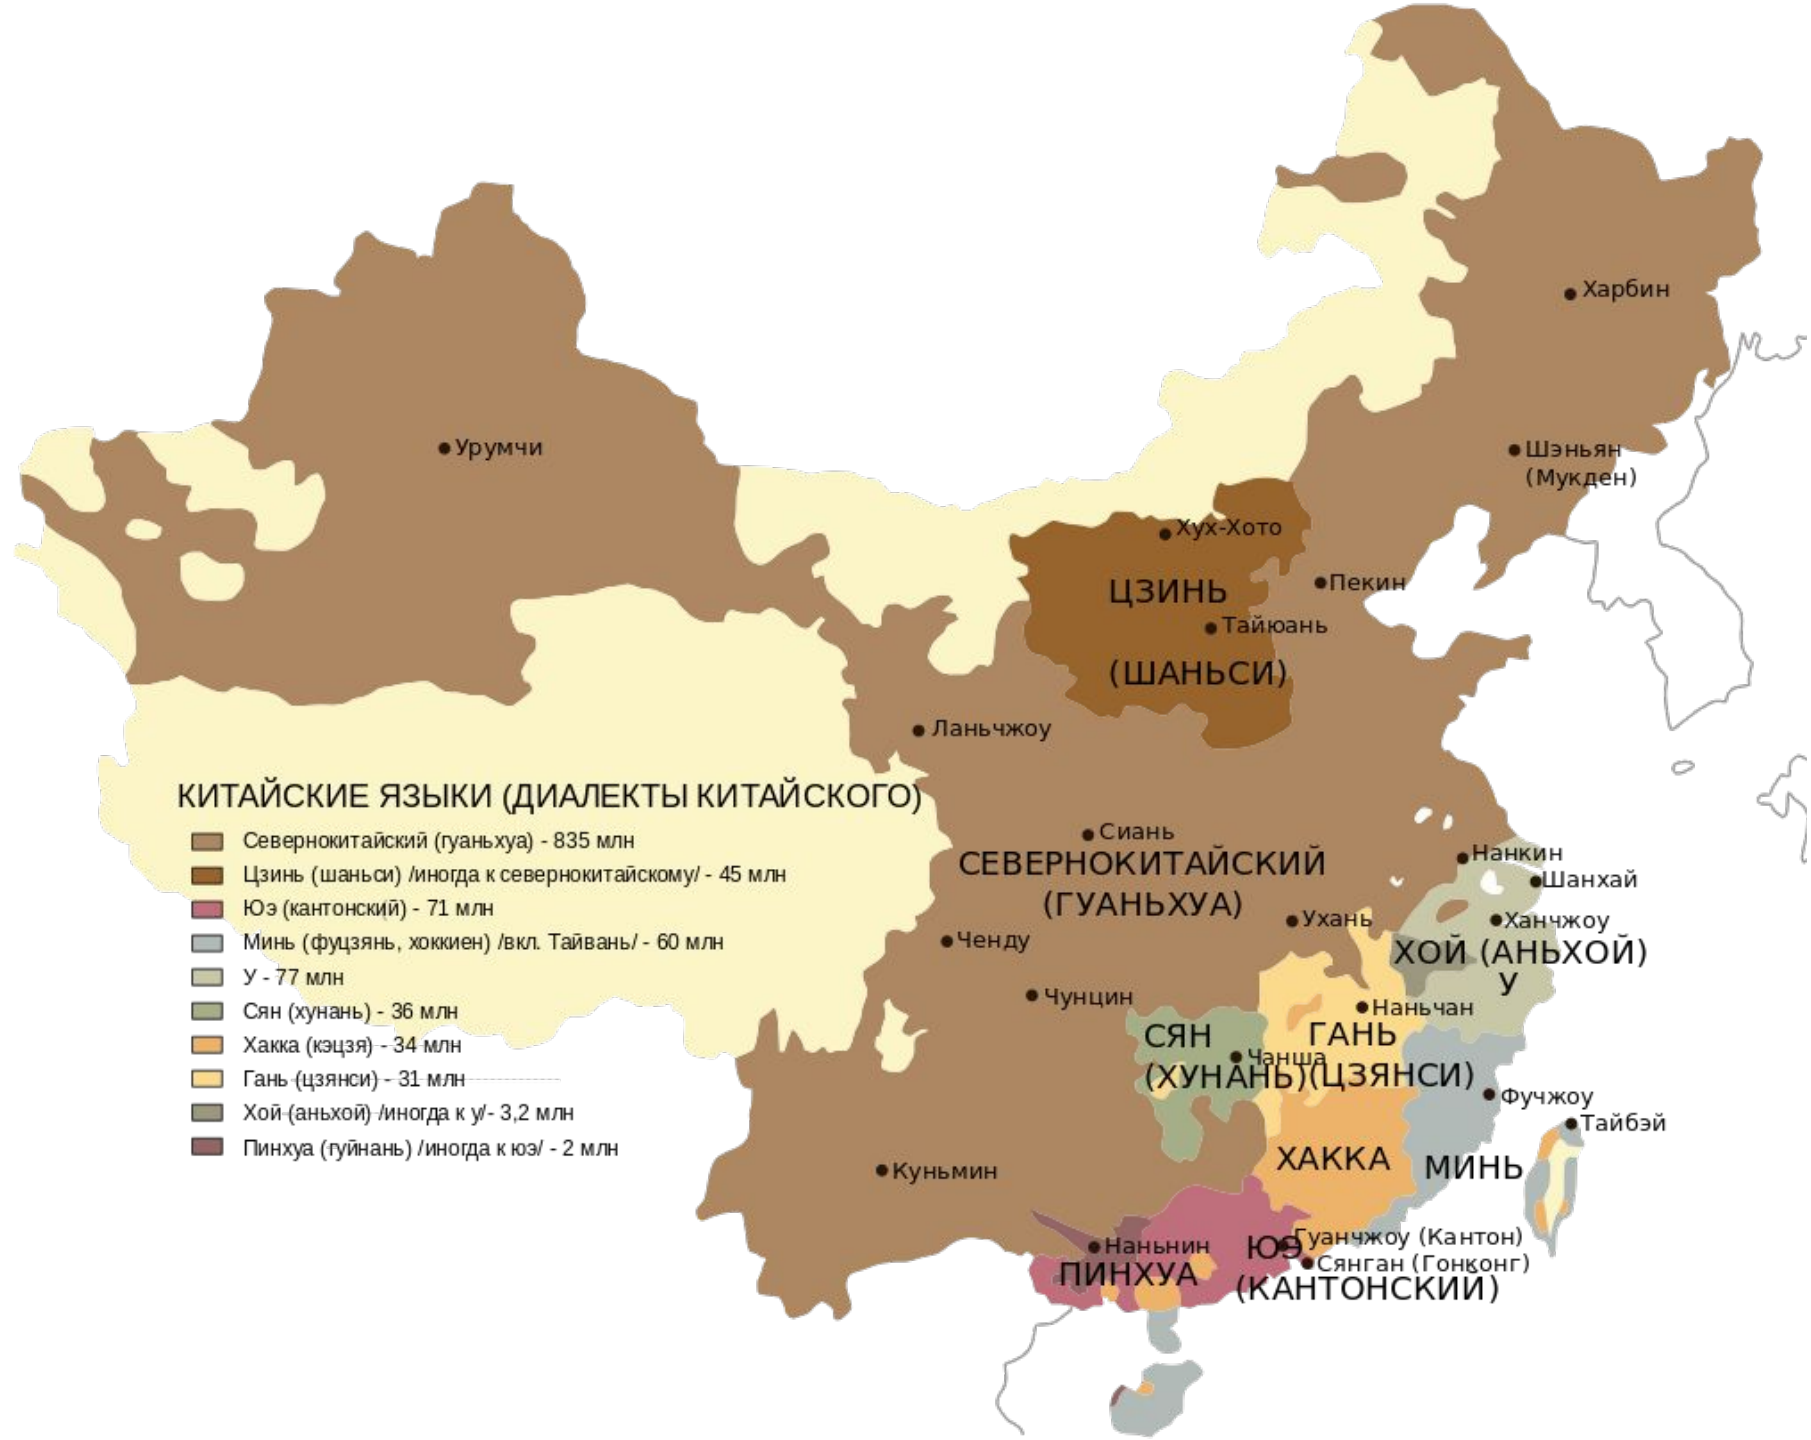 Харбин
Урумчи
Шэньян
(Мукден)
Хух-Хото
Пекин
ЦЗИНЬ
Тайюань
(ШАНЬСИ)
Ланьчжоу
КИТАЙСКИЕ ЯЗЫКИ (ДИАЛЕКТЫ КИТАЙСКОГО)
Севернокитайский (гуаньхуа) - 835 млн
Цзинь (шаньси) /иногда к севернокитайскому/ - 45 млн
Юэ (кантонский) - 71 млн
Минь (фуцзянь, хоккиен) /вкл. Тайвань/ - 60 млн
У - 77 млн
Сян (хунань) - 36 млн
Хакка (кэцзя) - 34 млн
Гань (цзянси) - 31 млн
Хой (аньхой) /иногда к у/- 3,2 млн
Пинхуа (гуйнань) /иногда к юэ/ - 2 млн
Сиань
СЕВЕРНОКИТАЙСКИЙ
(ГУАНЬХУА)
Нанкин
Шанхай
Ухань
Ханчжоу
Ченду
ХОЙ (АНЬХОЙ)
У
Чунцин
Наньчан
СЯН
ГАНЬ
Чанша
(ХУНАНЬ)(ЦЗЯНСИ)
Фучжоу
Тайбэй
ХАККА
МИНЬ
Куньмин
Гуанчжоу (Кантон)
Наньнин
ЮЭ
Сянган (Гонконг)
ПИНХУА
(КАНТОНСКИЙ)